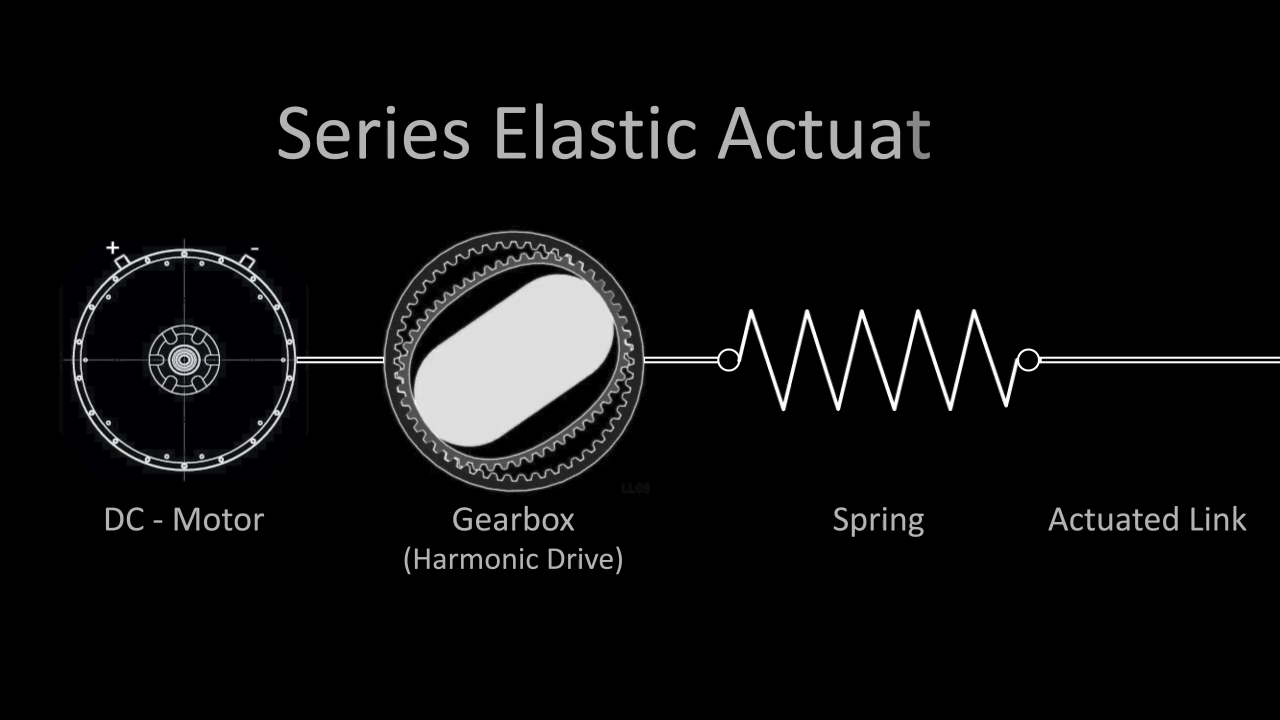 Series Elastic Actuat
+ -
DC - Motor
Gearbox
(Harmonic Drive)
Spring
Actuated Link